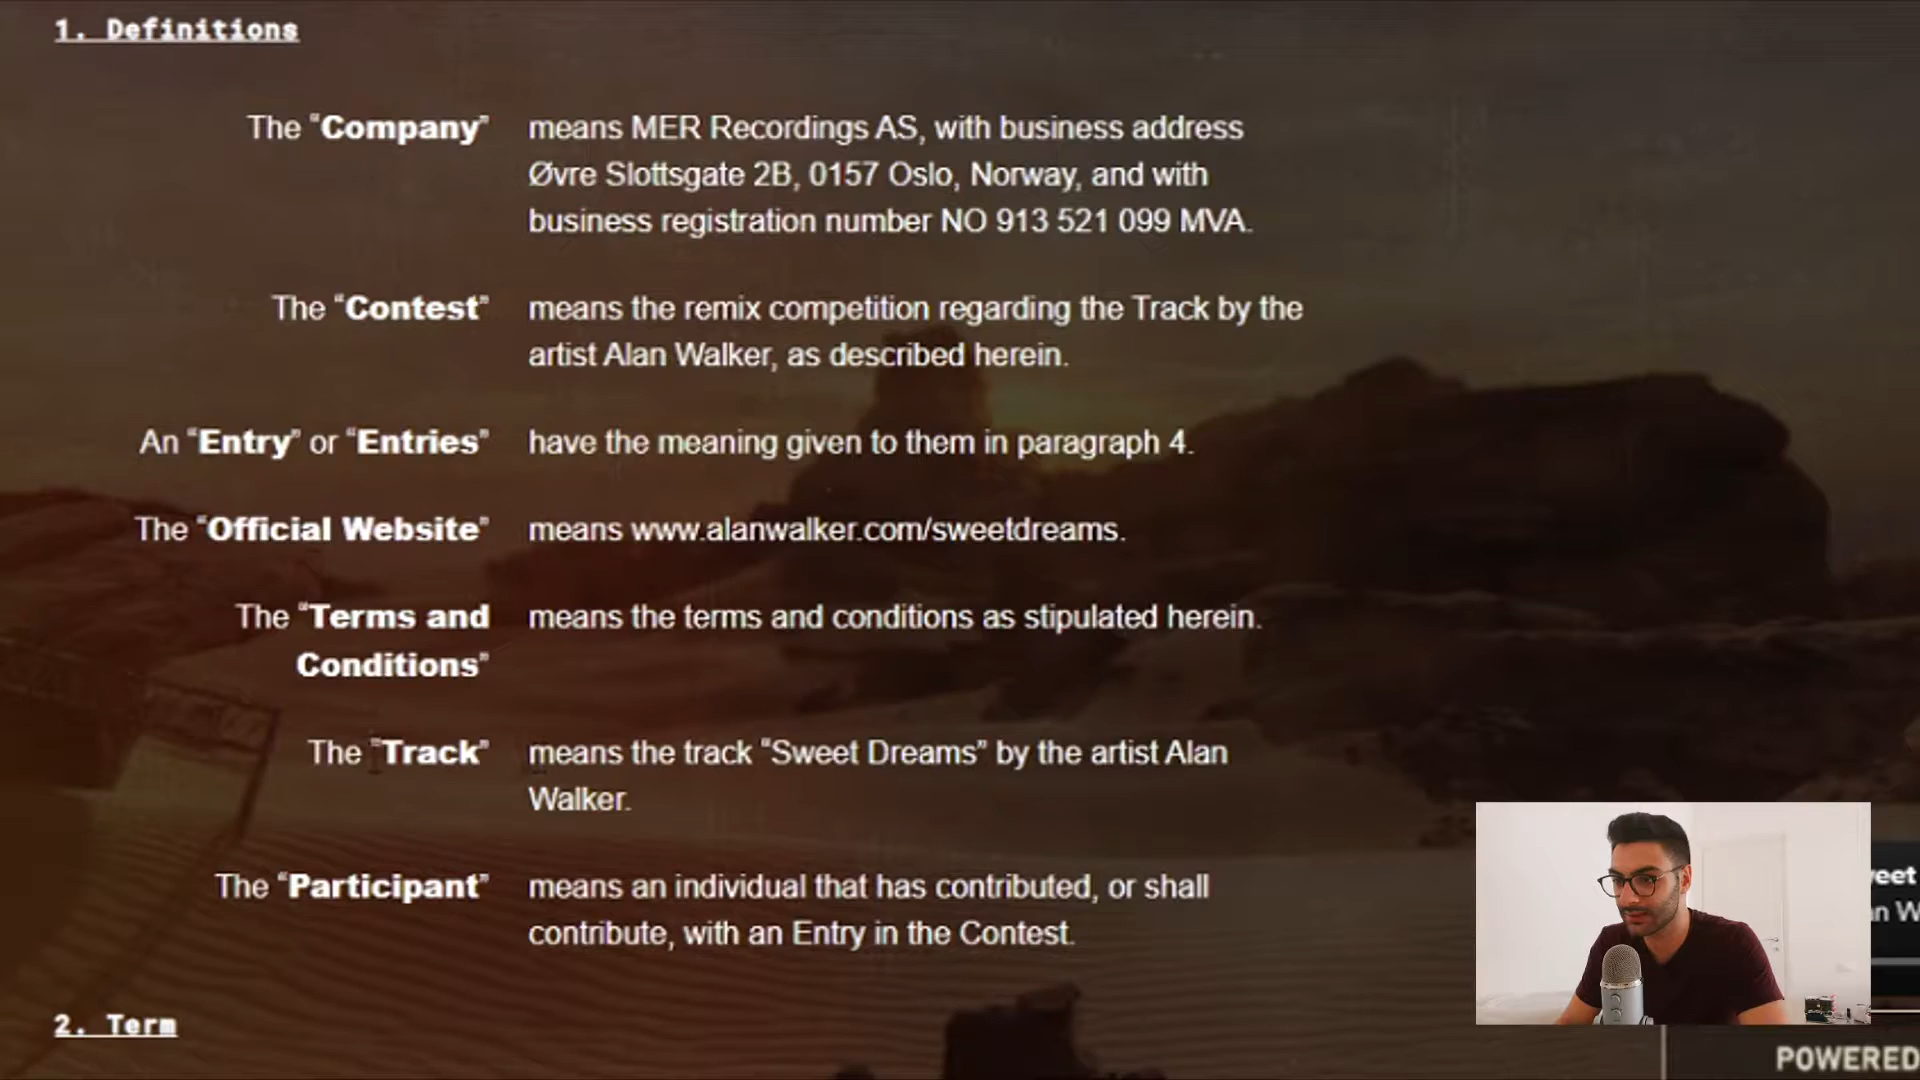 1. Definitions
The “Company” means MER Recordings AS, with business address
Øvre Slottsgate 2B, 0157 Oslo, Norway, and with
business registration number NO 913 521 099 MVA.
The “Contest” means the remix competition regarding the Track by the
artist Alan Walker, as described herein.
An “Entry” or “Entries” have the meaning given to them in paragraph 4.
The “Official Website” means www.alanwalker.com/sweetdreams.
The “Terms and means the terms and conditions as stipulated herein.
Conditions”
The “Track” means the track “Sweet Dreams” by the artist Alan
Walker.
The “Participant” means an individual that has contributed, or shall
contribute, with an Entry in the Contest.
2. Term
POWERED